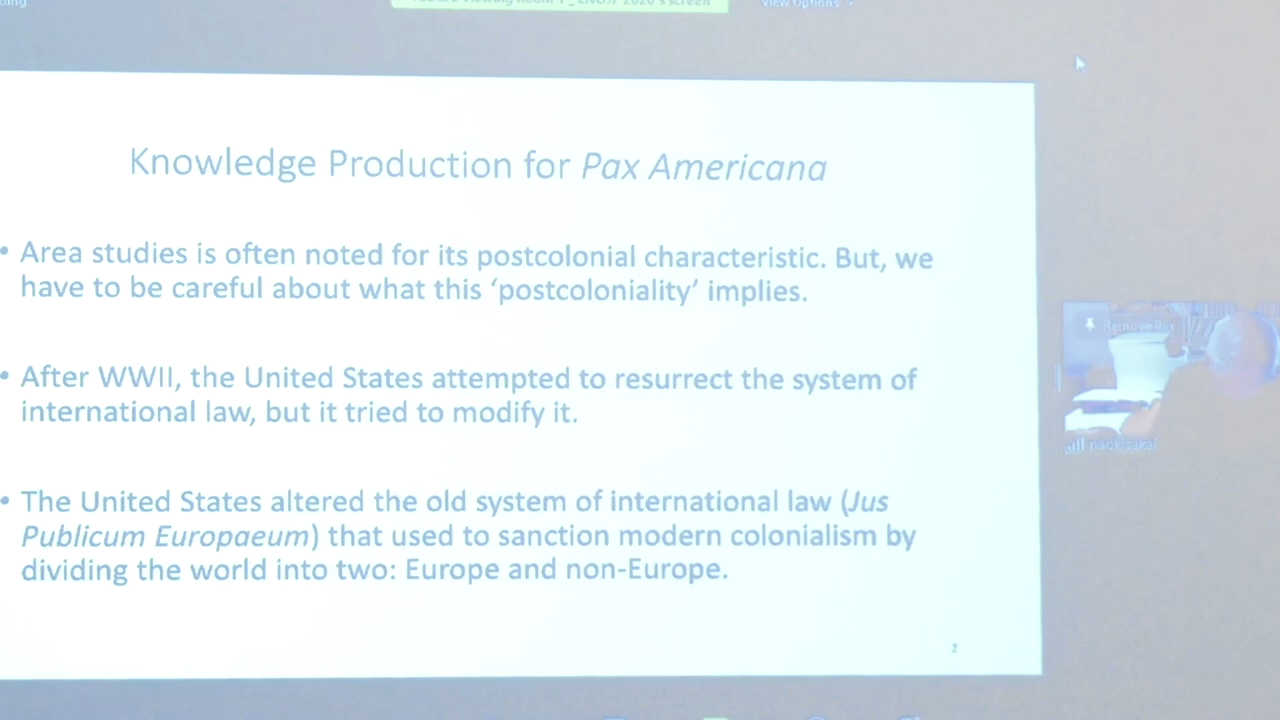 View Options
Knowledge Production for Pax Americana
• Area studies is often noted for its postcolonial characteristic. But, we
have to be careful about what this ‘postcoloniality’ implies.
• After WWII, the United States attempted to resurrect the system of
international law, but it tried to modify it.
• The United States altered the old system of international law (Jus
Publicum Europaeum) that used to sanction modern colonialism by
dividing the world into two: Europe and non-Europe.
2
Remove Pin
naoki sakai